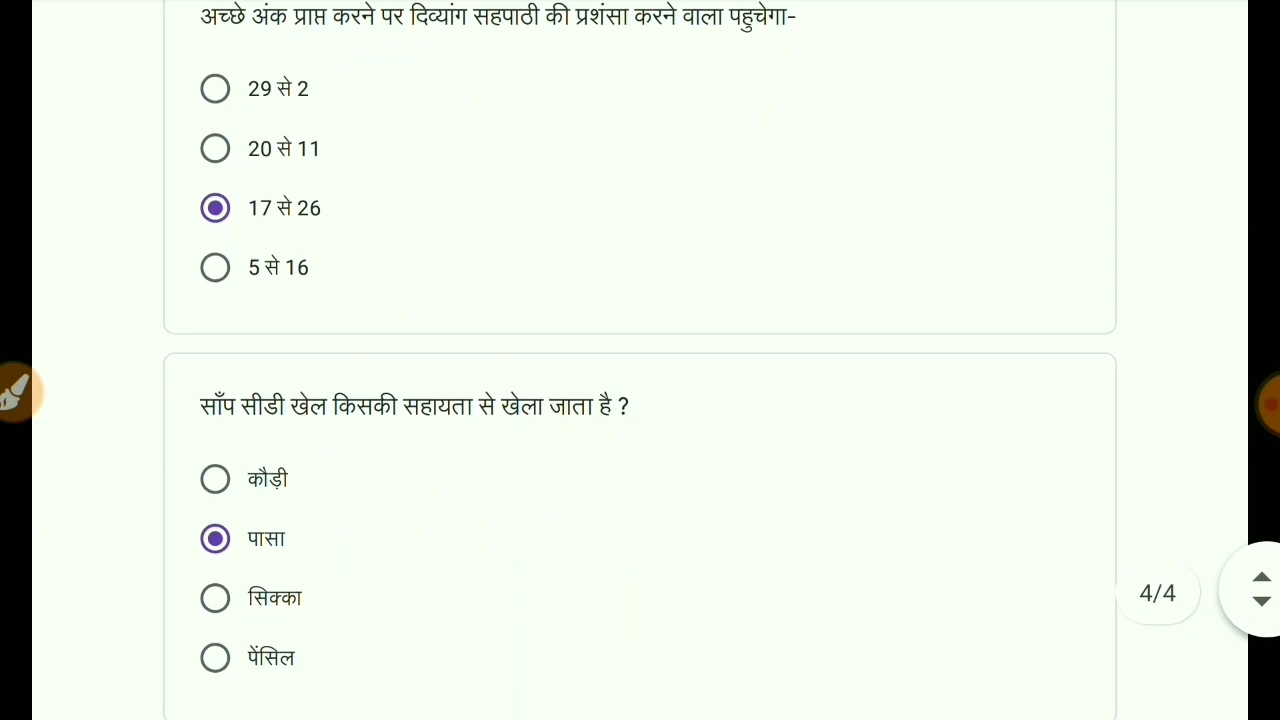 अच्छे अंक प्राप्त करने पर दिव्यांग सहपाठी की प्रशंसा करने वाला पहुचेगा-
29 से 2
20 से 11
17 से 26
5 से 16
साँप सीडी खेल किसकी सहायता से खेला जाता है ?
कौड़ी
पासा
सिक्का
पेंसिल
4/4